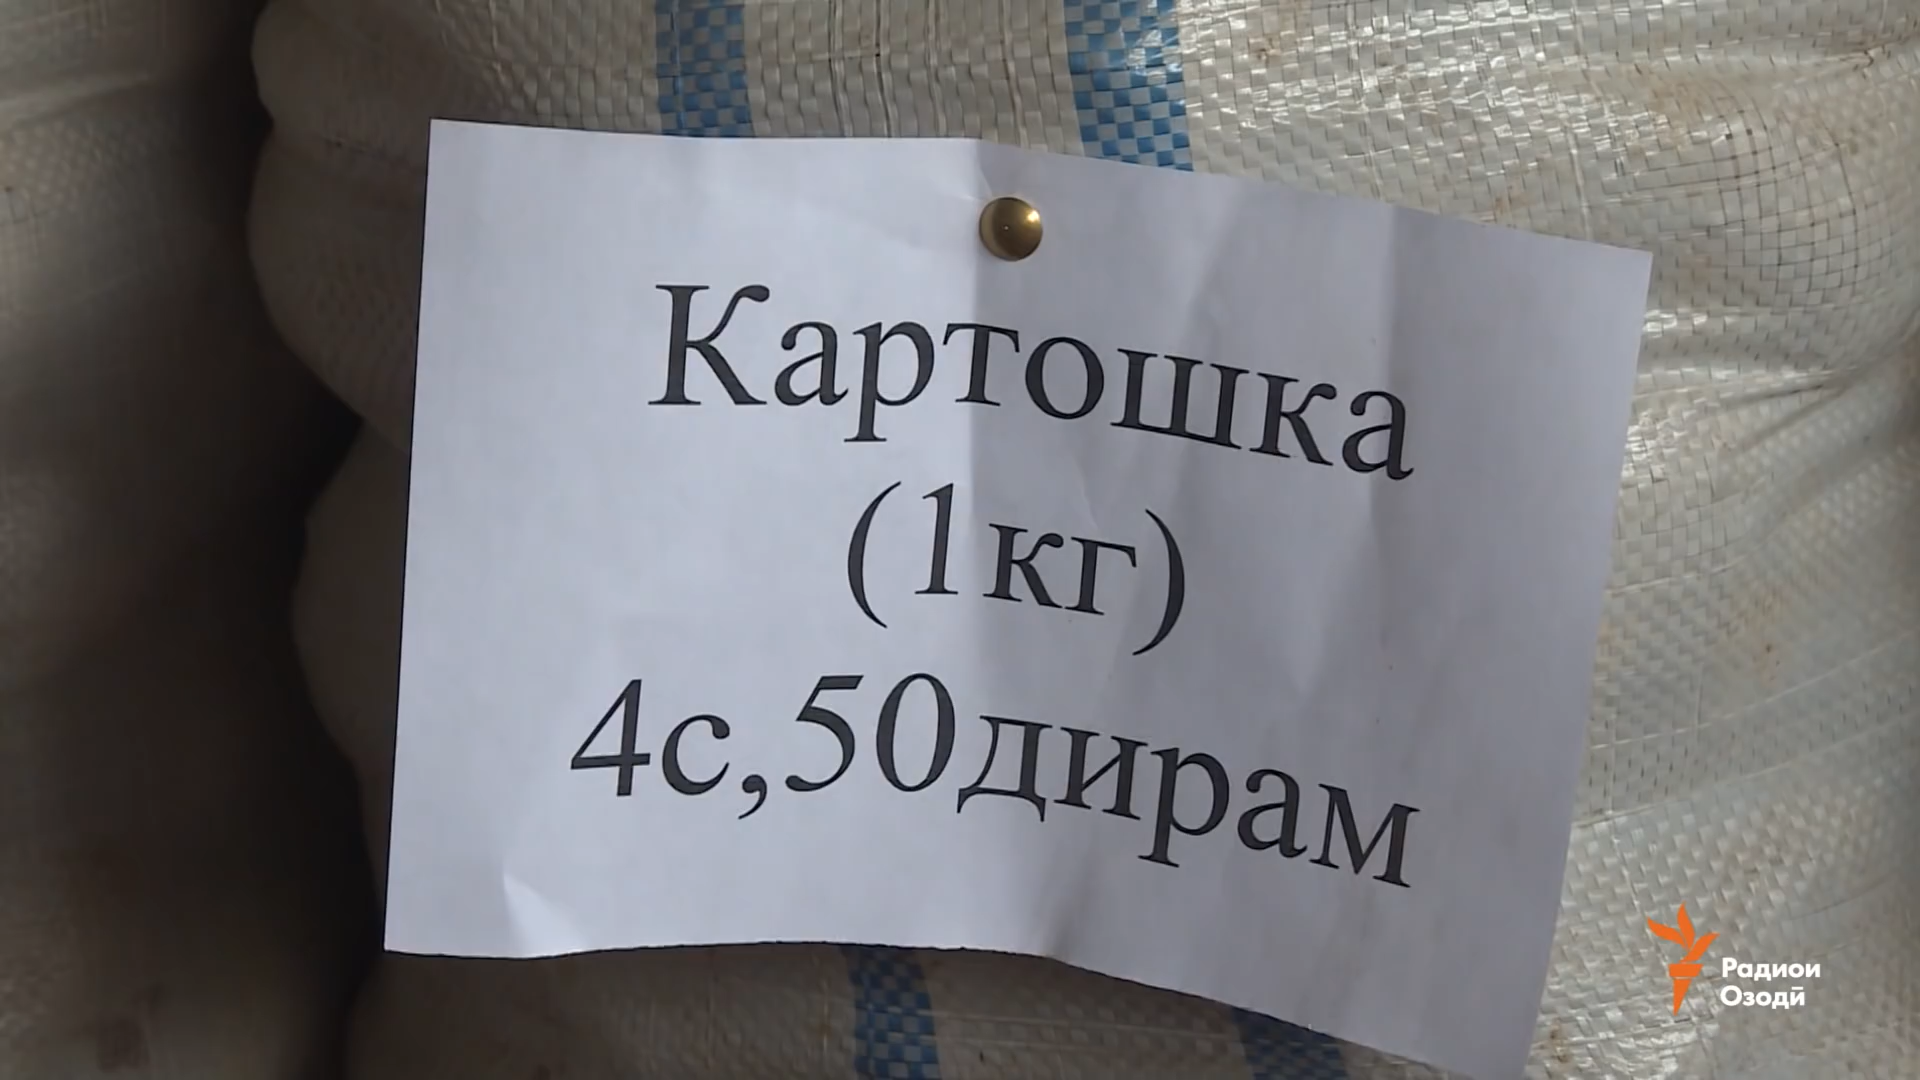 Картошка
(1кг)
4с,50дирам
Радиои
Озодӣ